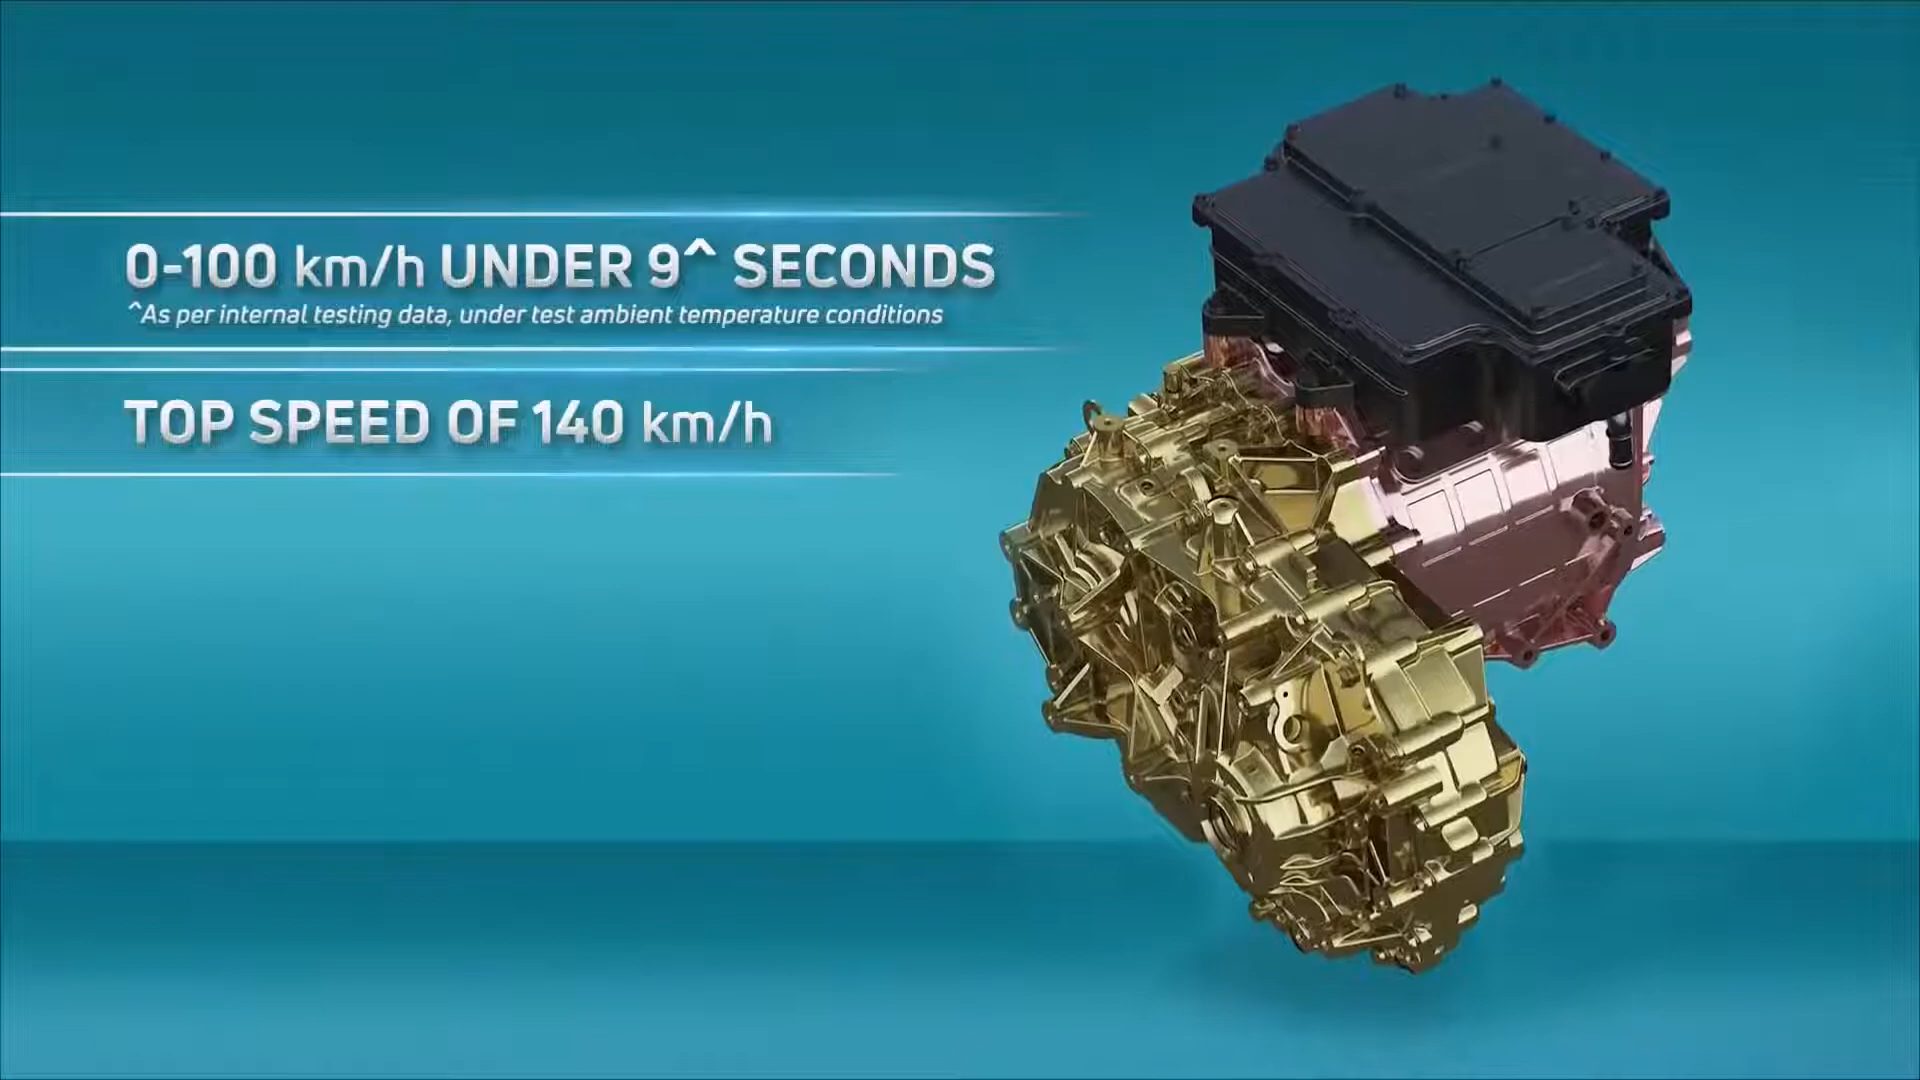 0-100 km/h UNDER 9^ SECONDS
^As per internal testing data, under test ambient temperature conditions
TOP SPEED OF 140 km/h